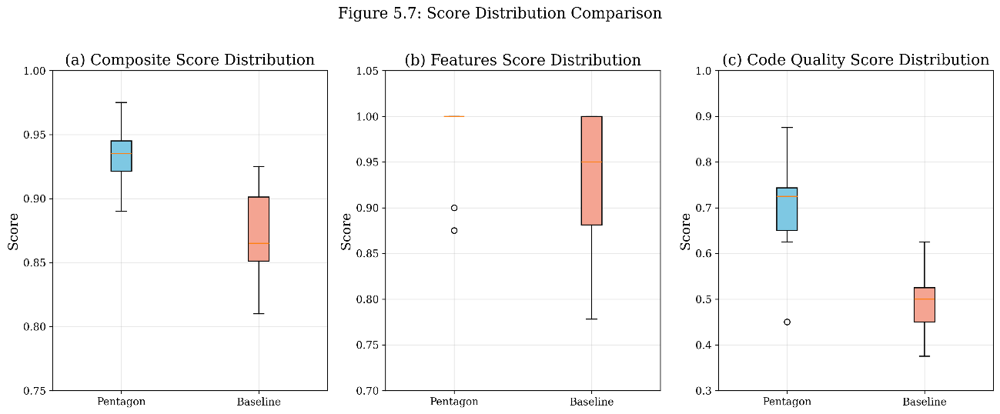 Figure 5.7: Score Distribution Comparison
(a) Composite Score Distribution
1.00
0.95
0.90
0.85
0.80
0.75
Score
Pentagon
Baseline
(b) Features Score Distribution
1.05
1.00
0.95
0.90
0.85
0.80
0.75
0.70
Score
Pentagon
Baseline
(c) Code Quality Score Distribution
1.0
0.9
0.8
0.7
0.6
0.5
0.4
0.3
Score
Pentagon
Baseline